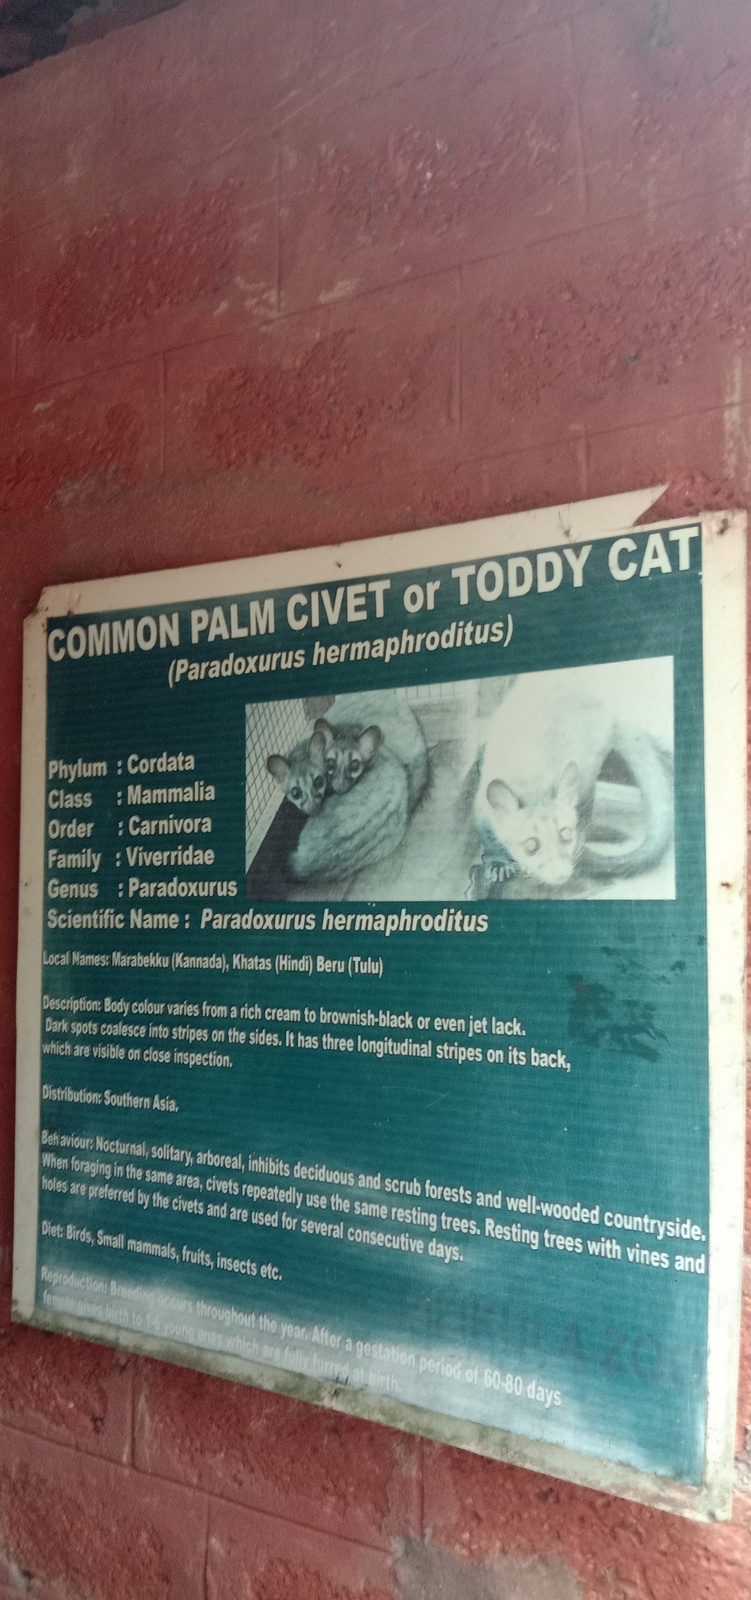 COMMON PALM CIVET or TODDY CAT
(Paradoxurus hermaphroditus)
Phylum : Cordata
Class : Mammalia
Order : Carnivora
Family : Viverridae
Genus : Paradoxurus
Scientific Name : Paradoxurus hermaphroditus
Local Names: Marabekku (Kannada), Khatas (Hindi) Beru (Tulu)
Description: Body colour varies from a rich cream to brownish-black or even jet lack.
Dark spots coalesce into stripes on the sides. It has three longitudinal stripes on its back,
which are visible on close inspection.
Distribution: Southern Asia.
Behaviour: Nocturnal, solitary, arboreal, inhibits deciduous and scrub forests and well-wooded countryside.
When foraging in the same area, civets repeatedly use the same resting trees. Resting trees with vines and
holes are preferred by the civets and are used for several consecutive days.
Diet: Birds, Small mammals, fruits, insects etc.
Reproduction: Breeding occurs throughout the year. After a gestation period of 60-80 days
female gives birth to young ones which are fully furred at birth.